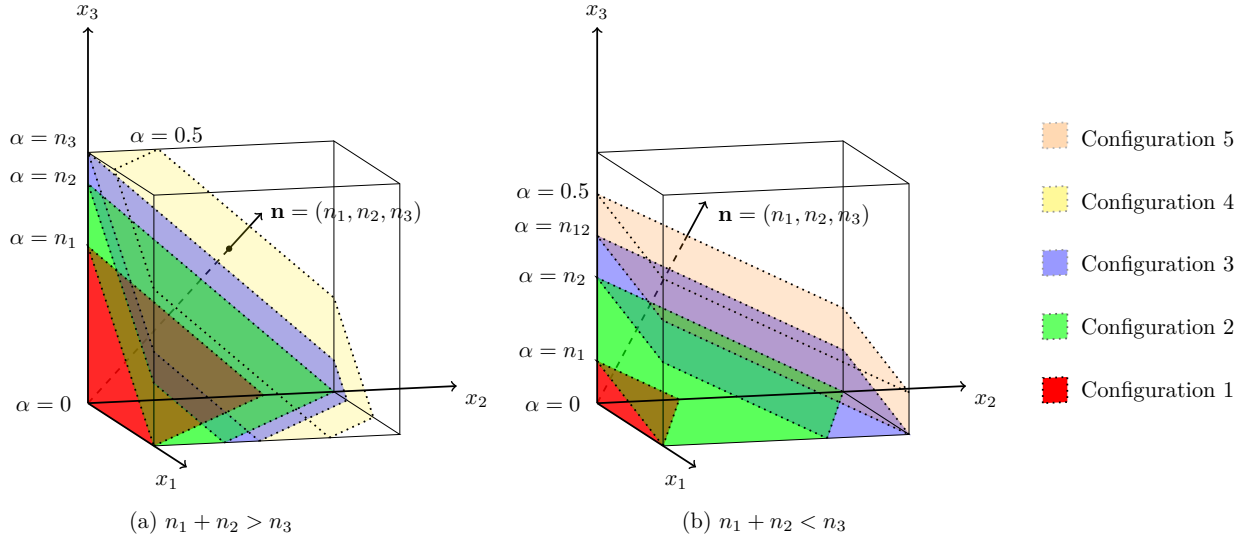 x₃
α = n₃
α = 0.5
α = n₂
n = (n₁, n₂, n₃)
α = n₁
α = 0
x₂
x₁
(a) n₁ + n₂ > n₃
x₃
α = 0.5
n = (n₁, n₂, n₃)
α = n₁₂
α = n₂
α = n₁
α = 0
x₂
x₁
(b) n₁ + n₂ < n₃
Configuration 5
Configuration 4
Configuration 3
Configuration 2
Configuration 1